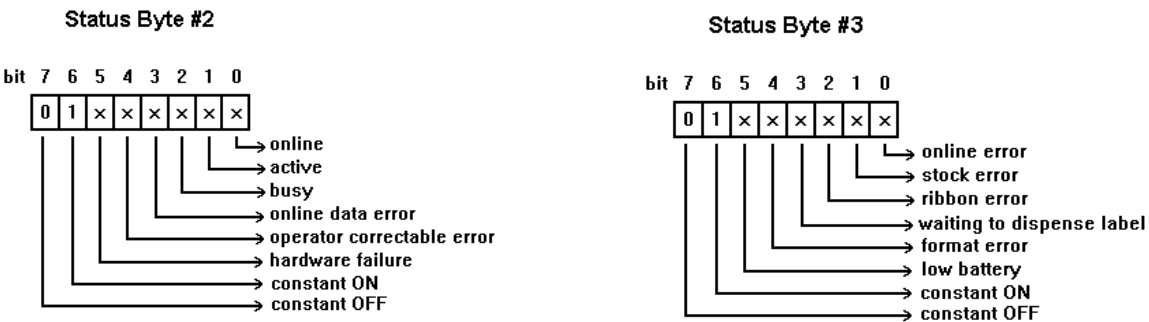 Status Byte #2
bit 7 6 5 4 3 2 1 0
0 1 × × × × × ×
online
active
busy
online data error
operator correctable error
hardware failure
constant ON
constant OFF
Status Byte #3
bit 7 6 5 4 3 2 1 0
0 1 × × × × × ×
online error
stock error
ribbon error
waiting to dispense label
format error
low battery
constant ON
constant OFF